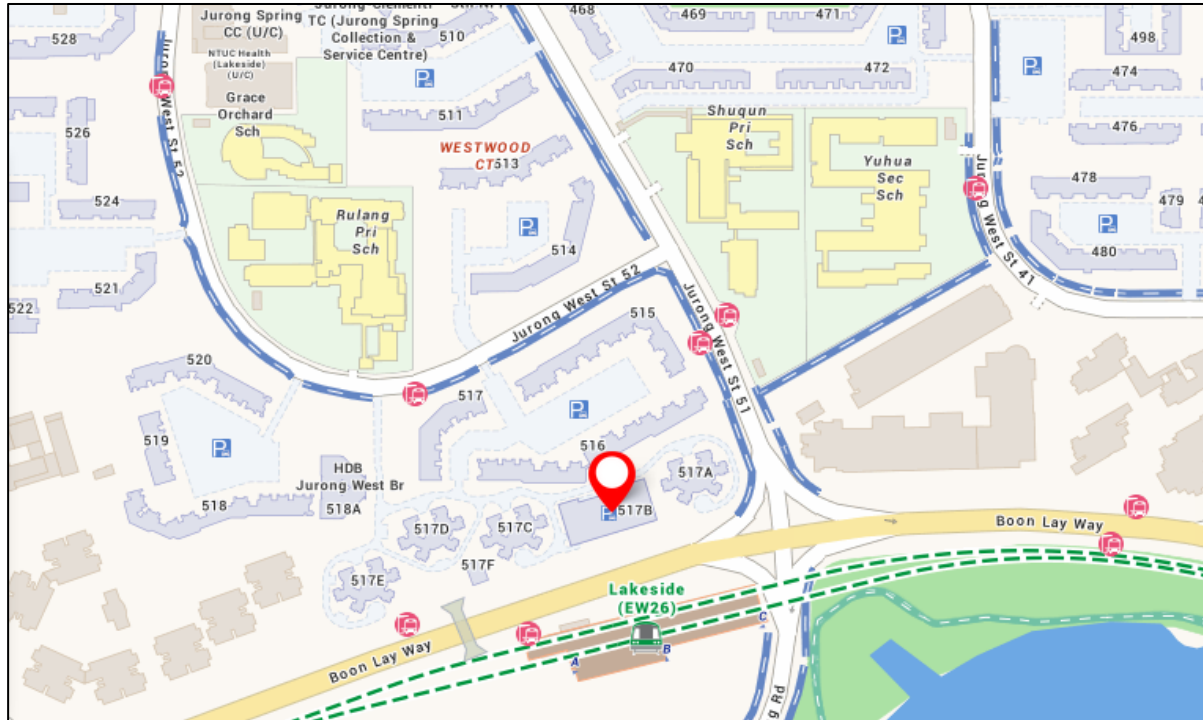 528
Jurong Spring
CC (U/C)
NTUC Health
(Lakeside)
(U/C)
Grace
Orchard
Sch
TC (Jurong Spring
Collection &
Service Centre)
510
511
468
469
471
470
472
498
474
476
478
479
480
526
524
521
522
Jurong West St 52
WESTWOOD
CT
513
514
Rulang
Pri
Sch
Shuqun
Pri
Sch
Yuhua
Sec
Sch
Jurong West St 41
Jurong West St 52
Jurong West St 51
515
520
519
518
517
516
HDB
Jurong West Br
518A
517A
517B
517C
517D
517E
517F
Boon Lay Way
Lakeside
(EW26)
A
B
C
Boon Lay Way
Rd